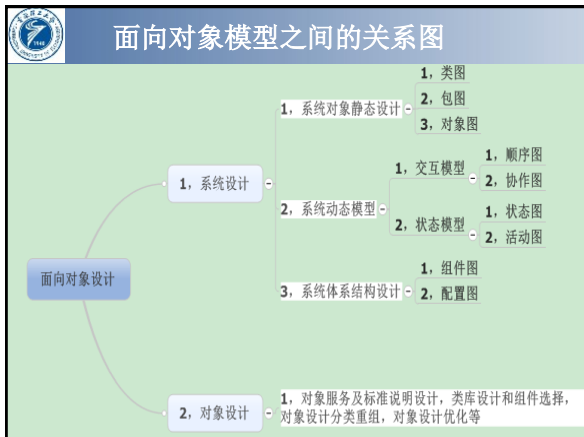 面向对象模型之间的关系图
面向对象设计
1，系统设计
1，系统对象静态设计
1，类图
2，包图
3，对象图
2，系统动态模型
1，交互模型
1，顺序图
2，协作图
2，状态模型
1，状态图
2，活动图
3，系统体系结构设计
1，组件图
2，配置图
2，对象设计
1，对象服务及标准说明设计，类库设计和组件选择，
对象设计分类重组，对象设计优化等